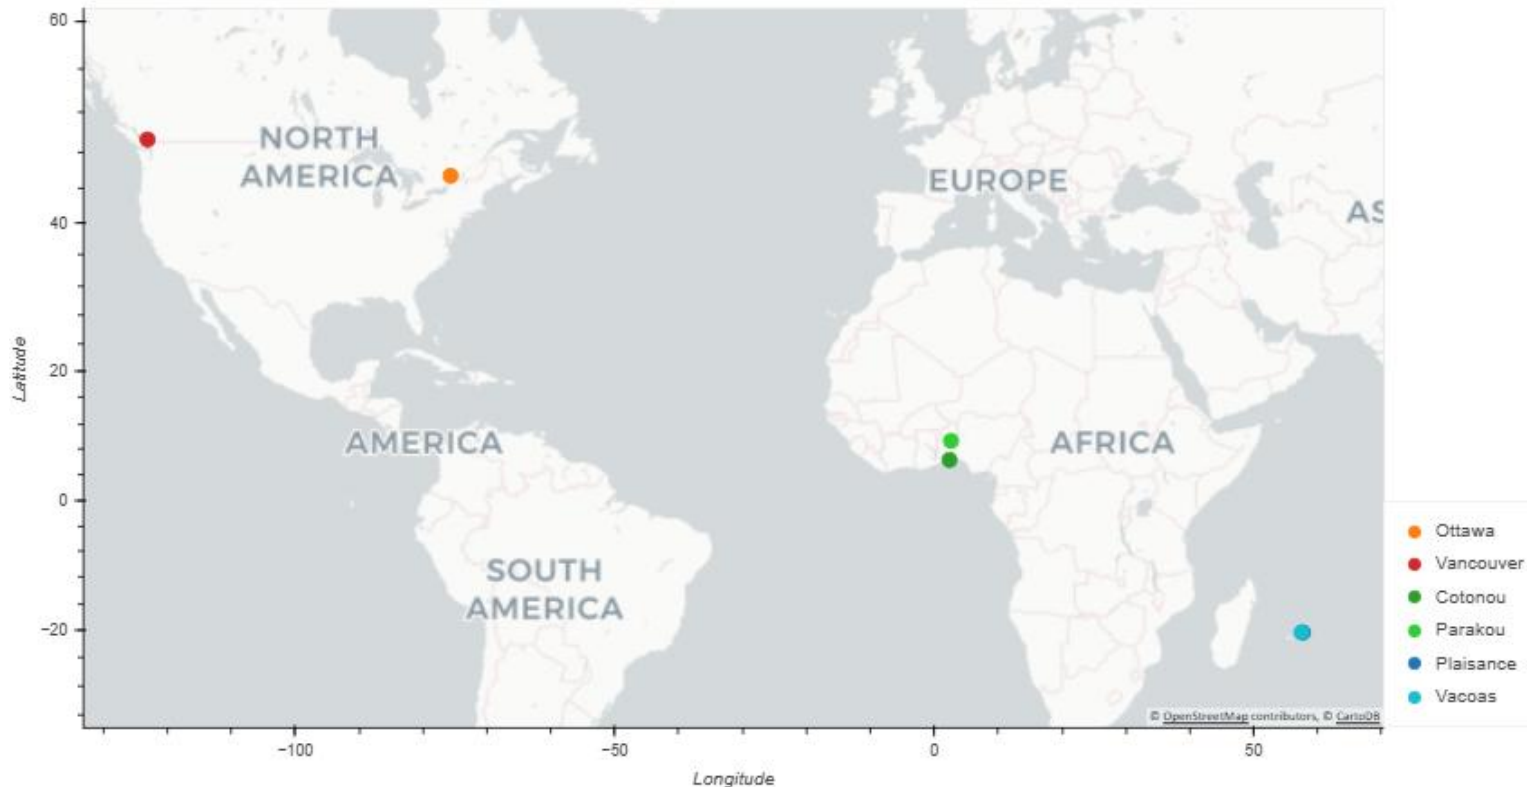 60
40
20
0
−20
Latitude
NORTH
AMERICA
EUROPE
AS
AMERICA
AFRICA
SOUTH
AMERICA
© OpenStreetMap contributors, © CartoDB
−100
−50
0
50
Longitude
Ottawa
Vancouver
Cotonou
Parakou
Plaisance
Vacoas